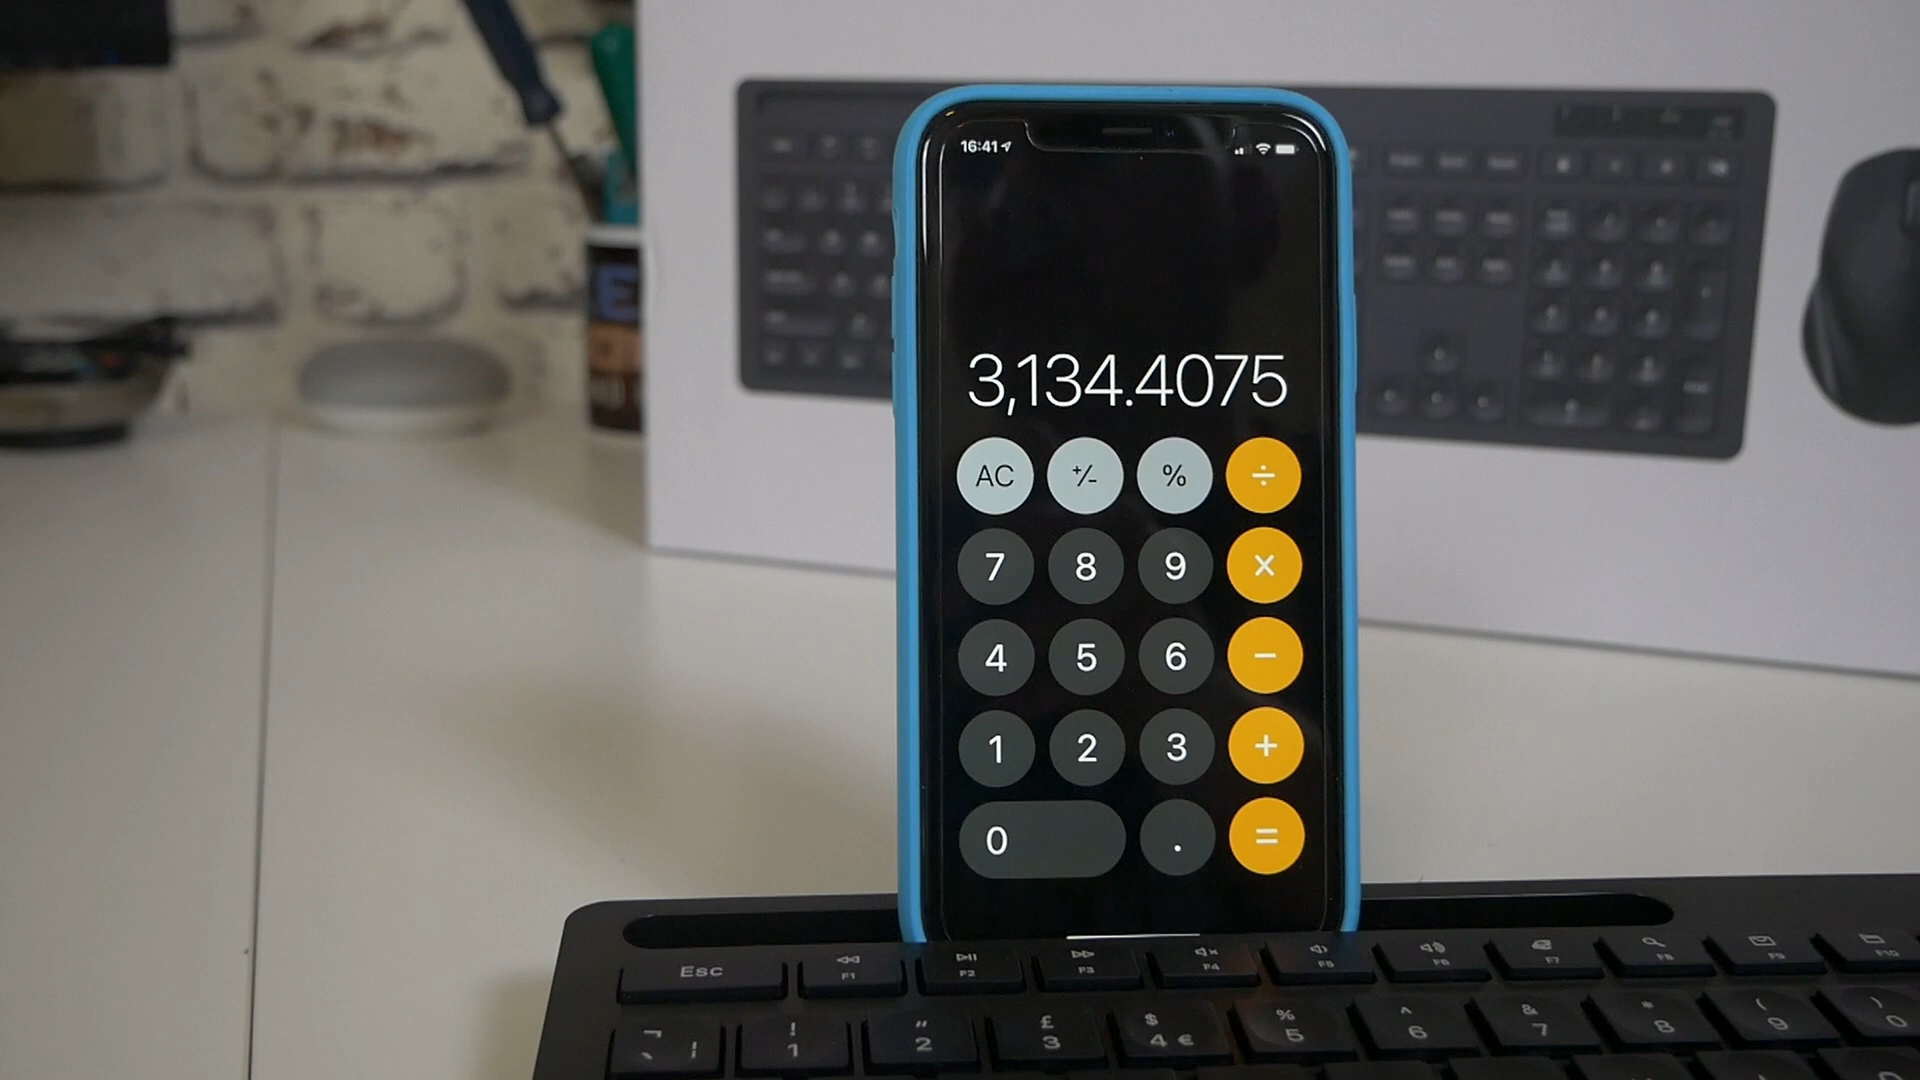 16:41
3,134.4075
AC +/- % ÷
7 8 9 ×
4 5 6 −
1 2 3 +
0 . =
Esc F1 F2 F3 F4 F5 F6 F7 F8 F9 F10
¬ ! " £ $ % ^ & * ( )
` ¦ 1 2 3 4 € 5 6 7 8 9 0